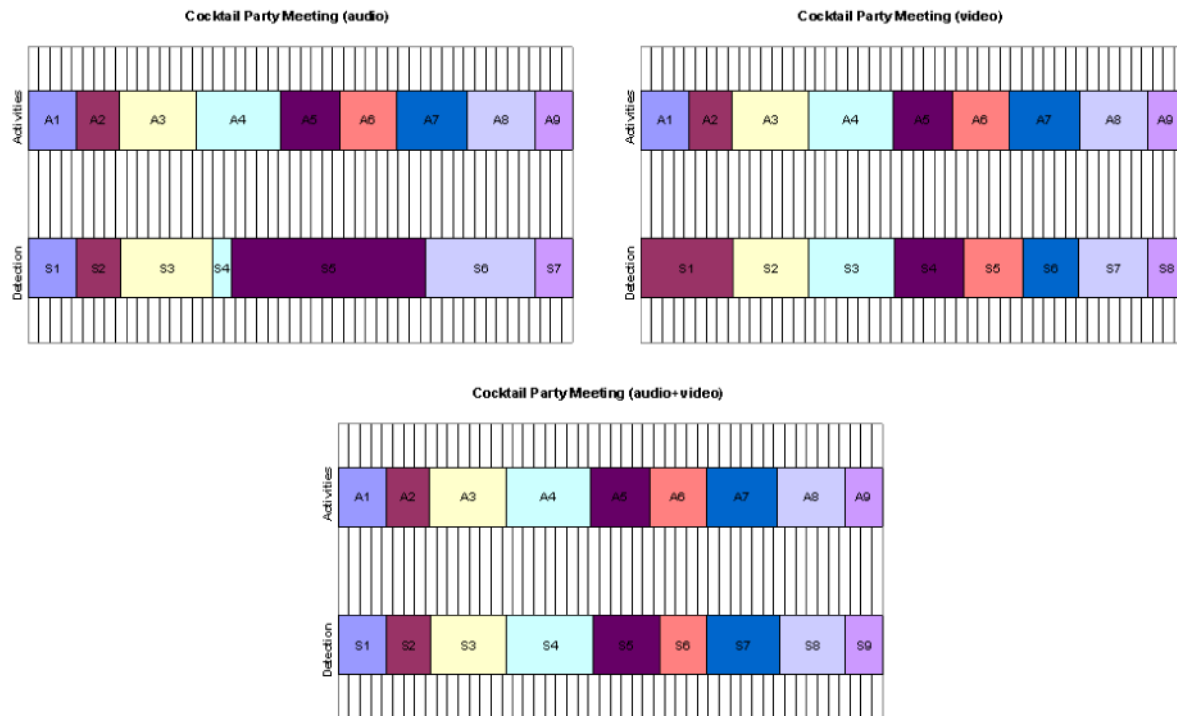 Cocktail Party Meeting (audio)
Activities
A1 A2 A3 A4 A5 A6 A7 A8 A9
Detection
S1 S2 S3 S4 S5 S6 S7
Cocktail Party Meeting (video)
Activities
A1 A2 A3 A4 A5 A6 A7 A8 A9
Detection
S1 S2 S3 S4 S5 S6 S7 S8
Cocktail Party Meeting (audio+video)
Activities
A1 A2 A3 A4 A5 A6 A7 A8 A9
Detection
S1 S2 S3 S4 S5 S6 S7 S8 S9